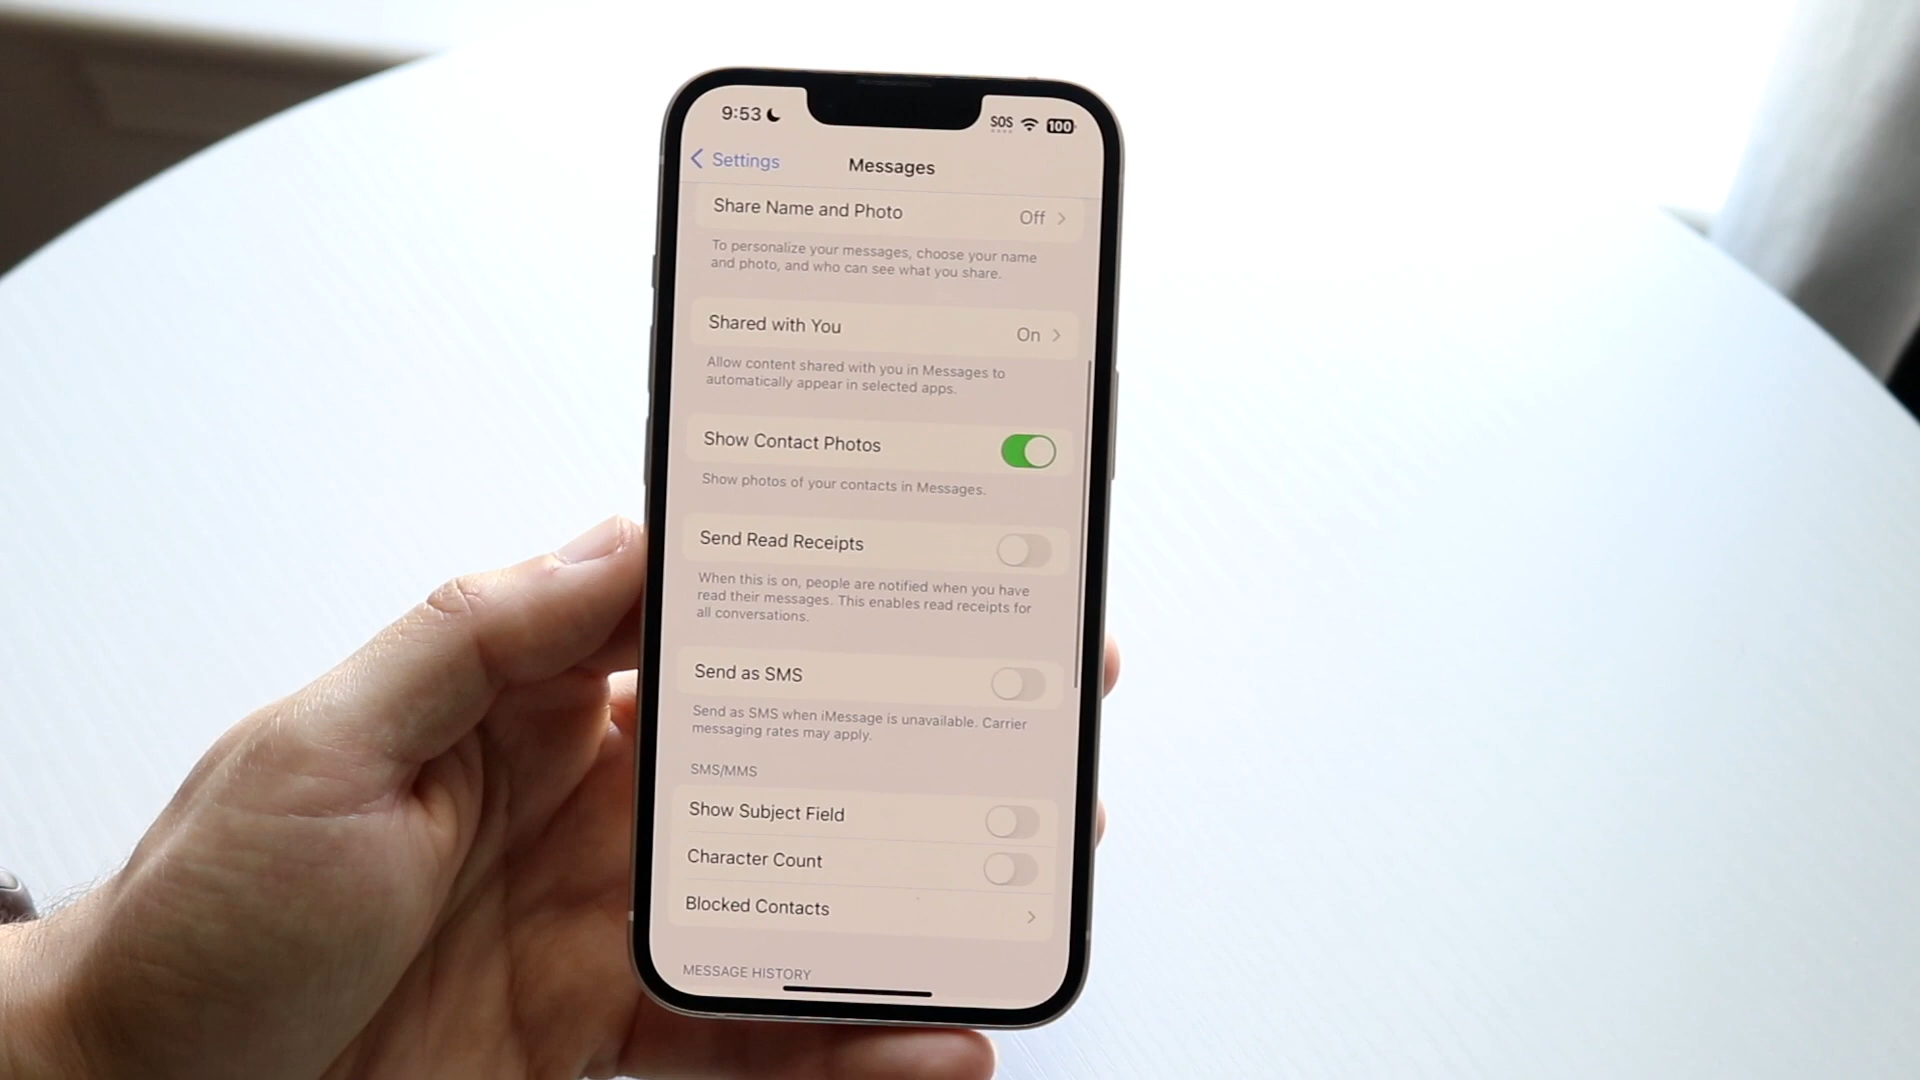 9:53
SOS
100
Settings
Messages
Share Name and Photo
Off
To personalize your messages, choose your name
and photo, and who can see what you share.
Shared with You
On
Allow content shared with you in Messages to
automatically appear in selected apps.
Show Contact Photos
Show photos of your contacts in Messages.
Send Read Receipts
When this is on, people are notified when you have
read their messages. This enables read receipts for
all conversations.
Send as SMS
Send as SMS when iMessage is unavailable. Carrier
messaging rates may apply.
SMS/MMS
Show Subject Field
Character Count
Blocked Contacts
MESSAGE HISTORY